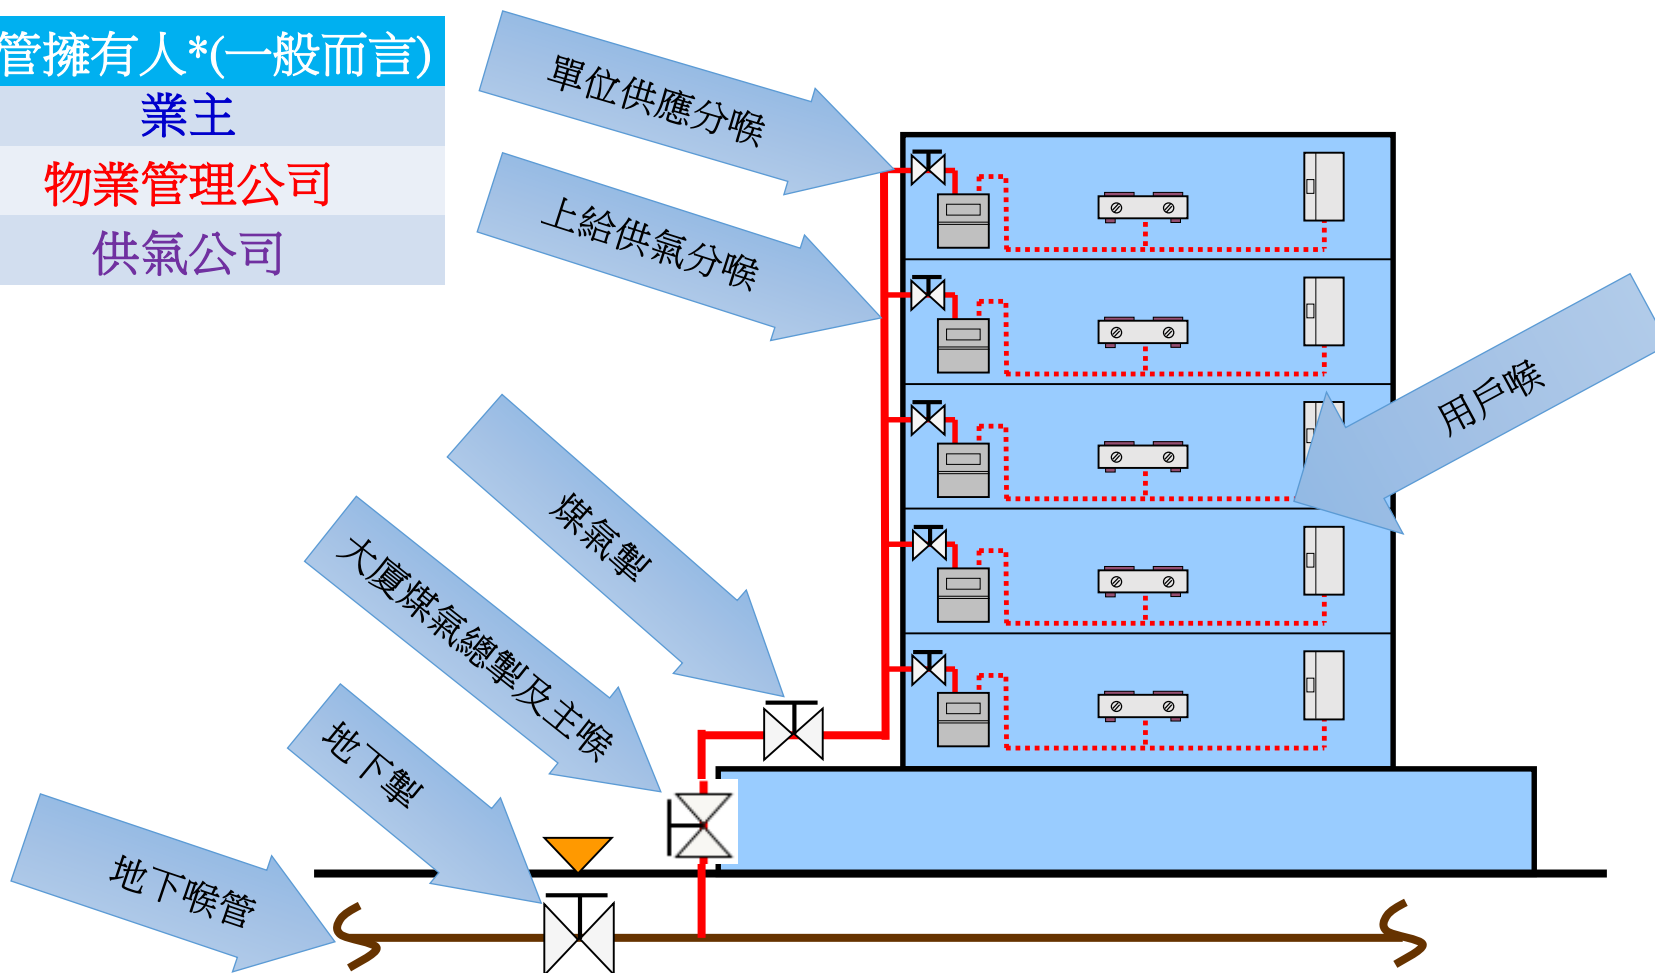 管擁有人*(一般而言)
業主
物業管理公司
供氣公司
單位供應分喉
上給供氣分喉
用戶喉
煤氣掣
大廈煤氣總掣及主喉
地下掣
地下喉管